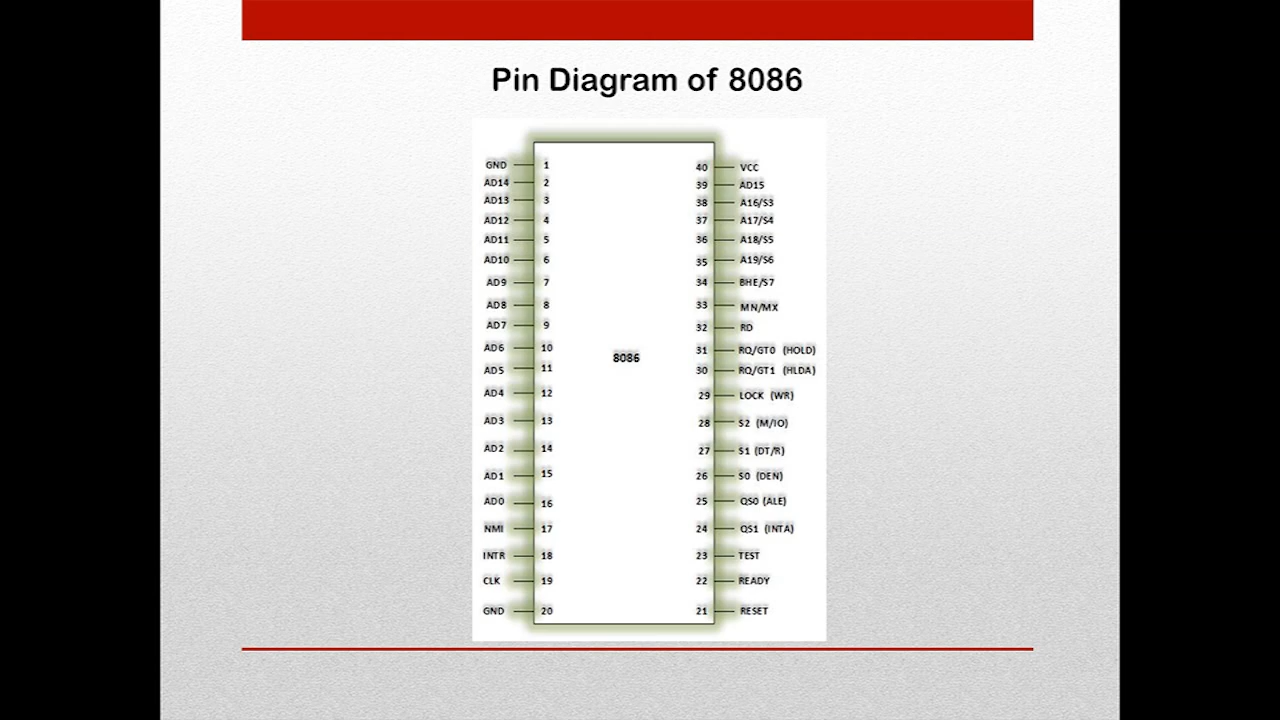 Pin Diagram of 8086
GND 1 40 VCC
AD14 2 39 AD15
AD13 3 38 A16/S3
AD12 4 37 A17/S4
AD11 5 36 A18/S5
AD10 6 35 A19/S6
AD9 7 34 BHE/S7
AD8 8 33 MN/MX
AD7 9 32 RD
AD6 10 31 RQ/GT0 (HOLD)
8086
AD5 11 30 RQ/GT1 (HLDA)
AD4 12 29 LOCK (WR)
AD3 13 28 S2 (M/IO)
AD2 14 27 S1 (DT/R)
AD1 15 26 S0 (DEN)
AD0 16 25 QS0 (ALE)
NMI 17 24 QS1 (INTA)
INTR 18 23 TEST
CLK 19 22 READY
GND 20 21 RESET